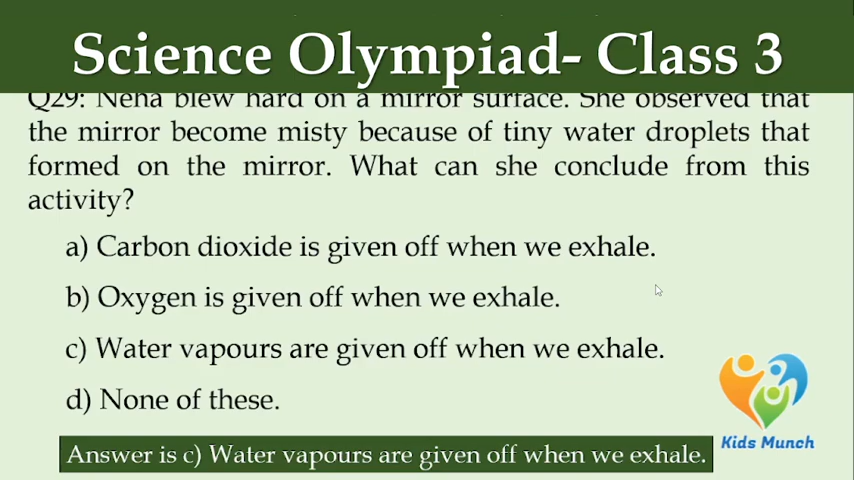 Science Olympiad- Class 3
Q29: Neha blew hard on a mirror surface. She observed that
the mirror become misty because of tiny water droplets that
formed on the mirror. What can she conclude from this
activity?
a) Carbon dioxide is given off when we exhale.
b) Oxygen is given off when we exhale.
c) Water vapours are given off when we exhale.
d) None of these.
Kids Munch
Answer is c) Water vapours are given off when we exhale.